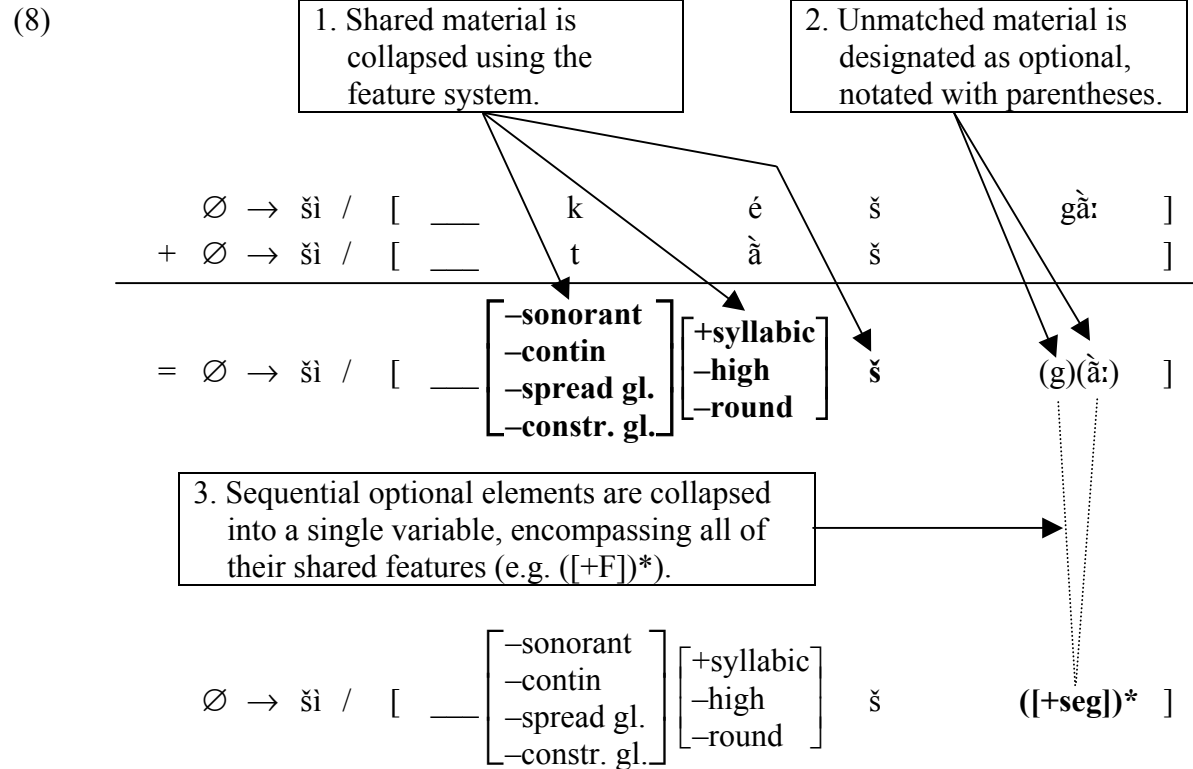 (8)
1. Shared material is
collapsed using the
feature system.
2. Unmatched material is
designated as optional,
notated with parentheses.
∅ → šì / [ ___ k é š gã̀ː ]
+ ∅ → šì / [ ___ t ã̀ š ]
= ∅ → šì / [ ___ [–sonorant –contin –spread gl. –constr. gl.] [+syllabic –high –round] š (g)(ã̀ː) ]
3. Sequential optional elements are collapsed
into a single variable, encompassing all of
their shared features (e.g. ([+F])*).
∅ → šì / [ ___ [–sonorant –contin –spread gl. –constr. gl.] [+syllabic –high –round] š ([+seg])* ]